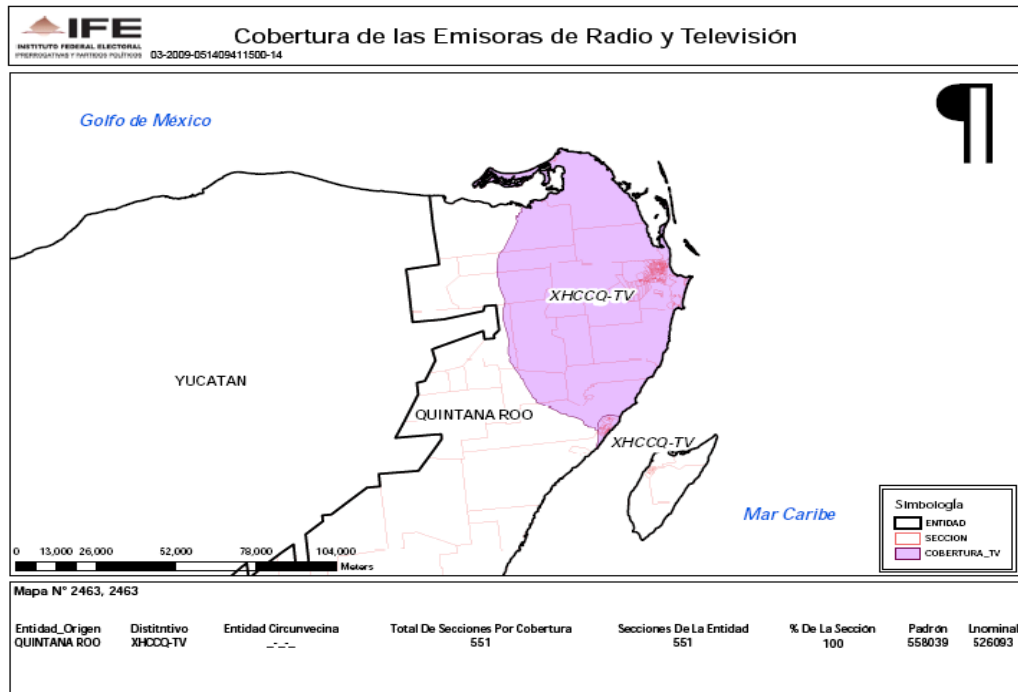 IFE
INSTITUTO FEDERAL ELECTORAL
PRERROGATIVAS Y PARTIDOS POLÍTICOS
03-2009-051409411500-14
Cobertura de las Emisoras de Radio y Televisión
Golfo de México
¶
XHCCQ-TV
YUCATAN
QUINTANA ROO
XHCCQ-TV
Mar Caribe
Simbología
ENTIDAD
SECCION
COBERTURA_TV
0 13,000 26,000 52,000 78,000 104,000
Meters
Mapa N° 2463, 2463
Entidad_Origen Distitntivo Entidad Circunvecina Total De Secciones Por Cobertura Secciones De La Entidad % De La Sección Padrón Lnominal
QUINTANA ROO XHCCQ-TV _-_-_ 551 551 100 558039 526093